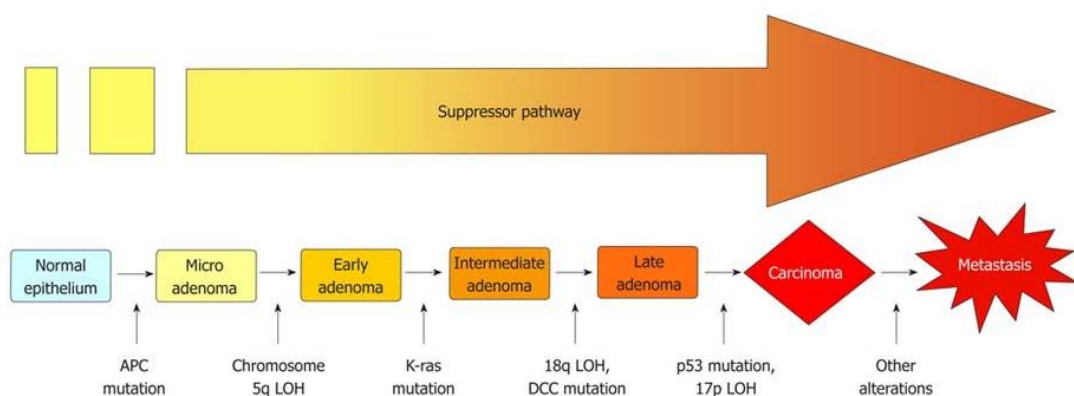 Suppressor pathway
Normal
epithelium
Micro
adenoma
Early
adenoma
Intermediate
adenoma
Late
adenoma
Carcinoma
Metastasis
APC
mutation
Chromosome
5q LOH
K-ras
mutation
18q LOH,
DCC mutation
p53 mutation,
17p LOH
Other
alterations